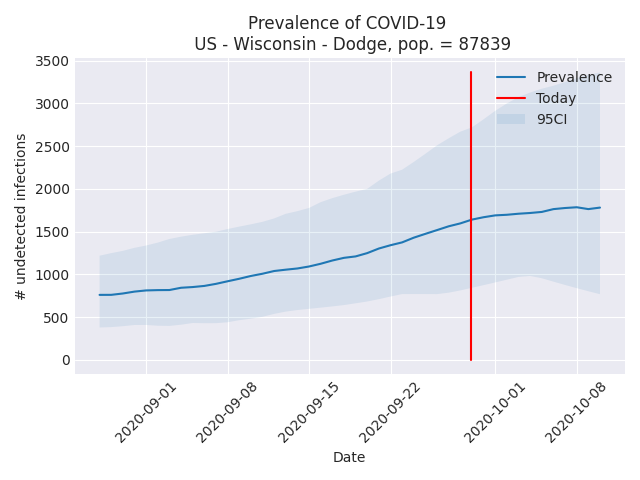 Prevalence of COVID-19
US - Wisconsin - Dodge, pop. = 87839
3500
3000
2500
2000
1500
1000
500
0
# undetected infections
Prevalence
Today
95CI
2020-09-01
2020-09-08
2020-09-15
2020-09-22
2020-10-01
2020-10-08
Date